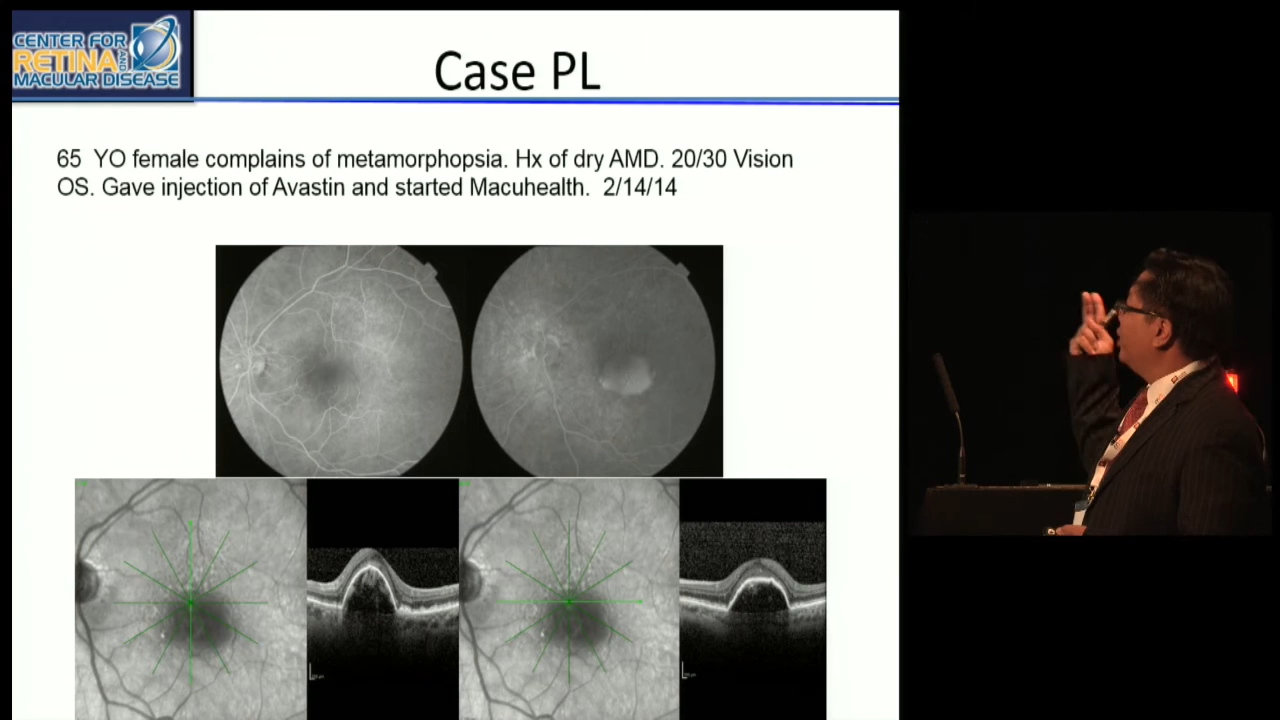 CENTER FOR
RETINA AND
MACULAR DISEASE
Case PL
65 YO female complains of metamorphopsia. Hx of dry AMD. 20/30 Vision
OS. Gave injection of Avastin and started Macuhealth. 2/14/14